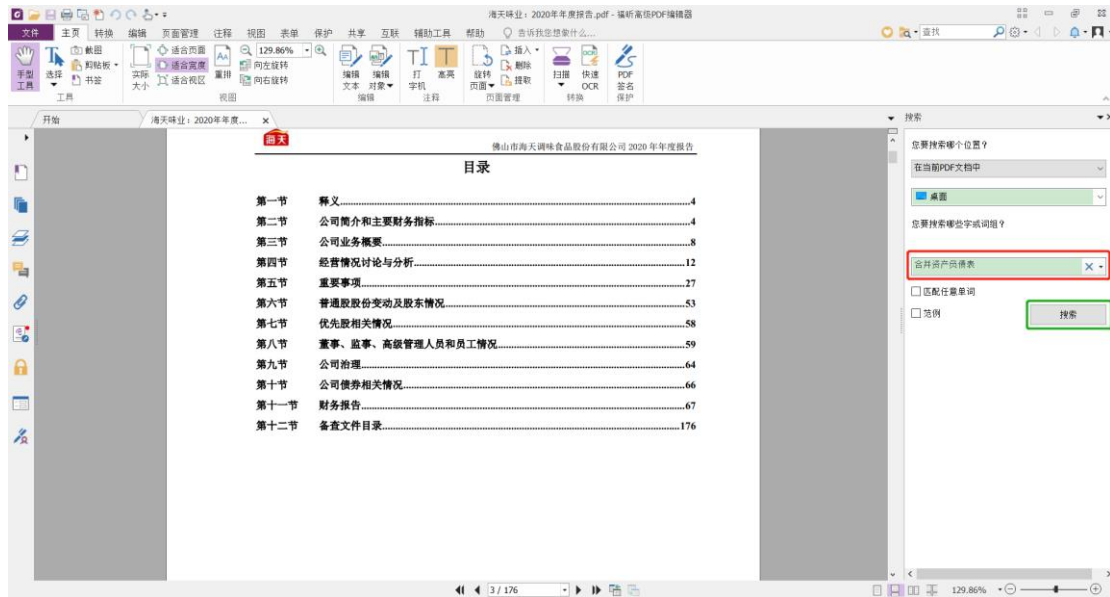 海天味业：2020年年度报告.pdf - 福昕高级PDF编辑器
文件 主页 转换 编辑 页面管理 注释 视图 表单 保护 共享 互联 辅助工具 帮助 告诉我您想做什么... 查找
手型工具 选择 截图 剪贴板 书签 实际大小 适合页面 适合宽度 适合视区 重排 129.86% 向左旋转 向右旋转 编辑文本 编辑对象 打字机 高亮 旋转页面 插入 删除 提取 扫描 快速OCR PDF签名
工具 视图 编辑 注释 页面管理 转换 保护
开始 海天味业：2020年年度... 搜索
海天
佛山市海天调味食品股份有限公司 2020 年年度报告
目录
第一节 释义....4
第二节 公司简介和主要财务指标....4
第三节 公司业务概要....8
第四节 经营情况讨论与分析....12
第五节 重要事项....27
第六节 普通股股份变动及股东情况....53
第七节 优先股相关情况....58
第八节 董事、监事、高级管理人员和员工情况....59
第九节 公司治理....64
第十节 公司债券相关情况....66
第十一节 财务报告....67
第十二节 备查文件目录....176
您要搜索哪个位置？
在当前PDF文档中
桌面
您要搜索哪些字或词组？
合并资产负债表
匹配任意单词
范例 搜索
3 / 176 129.86%